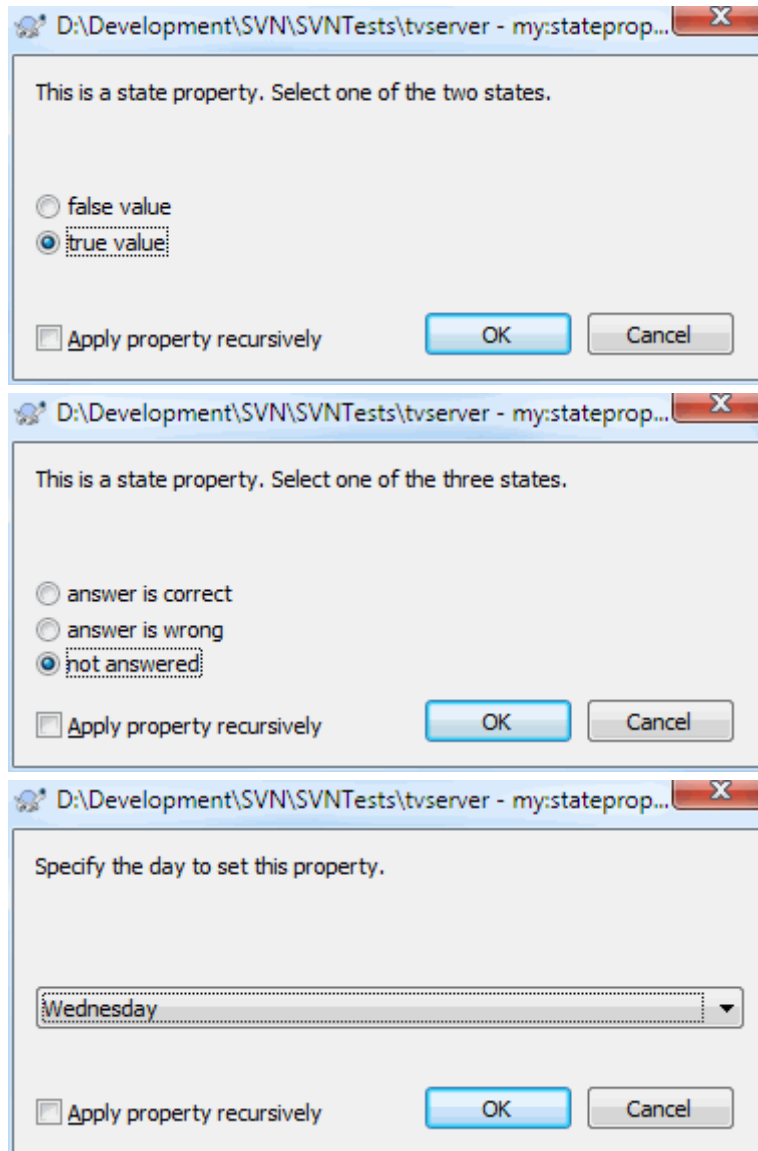 D:\Development\SVN\SVNTests\tvserver - my:stateprop...
This is a state property. Select one of the two states.
false value
true value
Apply property recursively OK Cancel
D:\Development\SVN\SVNTests\tvserver - my:stateprop...
This is a state property. Select one of the three states.
answer is correct
answer is wrong
not answered
Apply property recursively OK Cancel
D:\Development\SVN\SVNTests\tvserver - my:stateprop...
Specify the day to set this property.
Wednesday
Apply property recursively OK Cancel